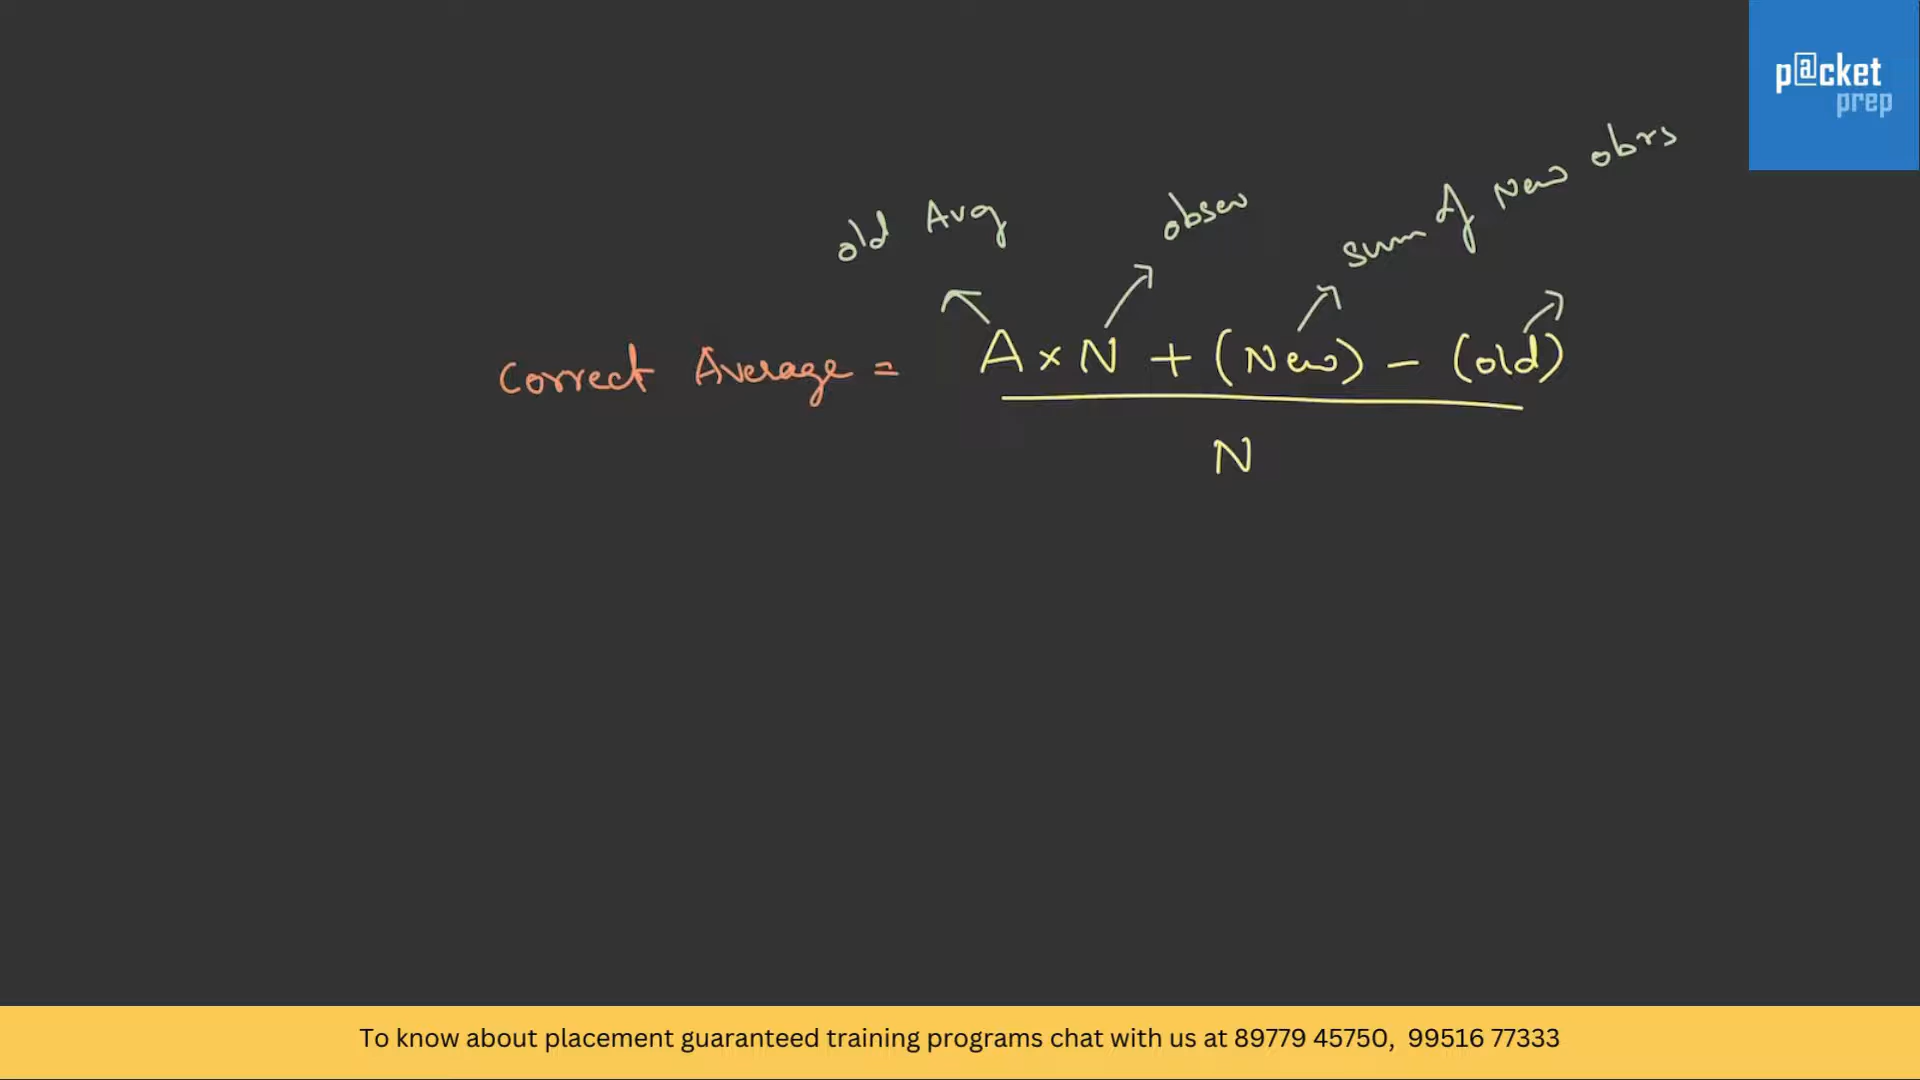 p@cket
prep
old Avg obsev sum of New obrs
Correct Average = A × N + (New) - (old)
N
To know about placement guaranteed training programs chat with us at 89779 45750, 99516 77333